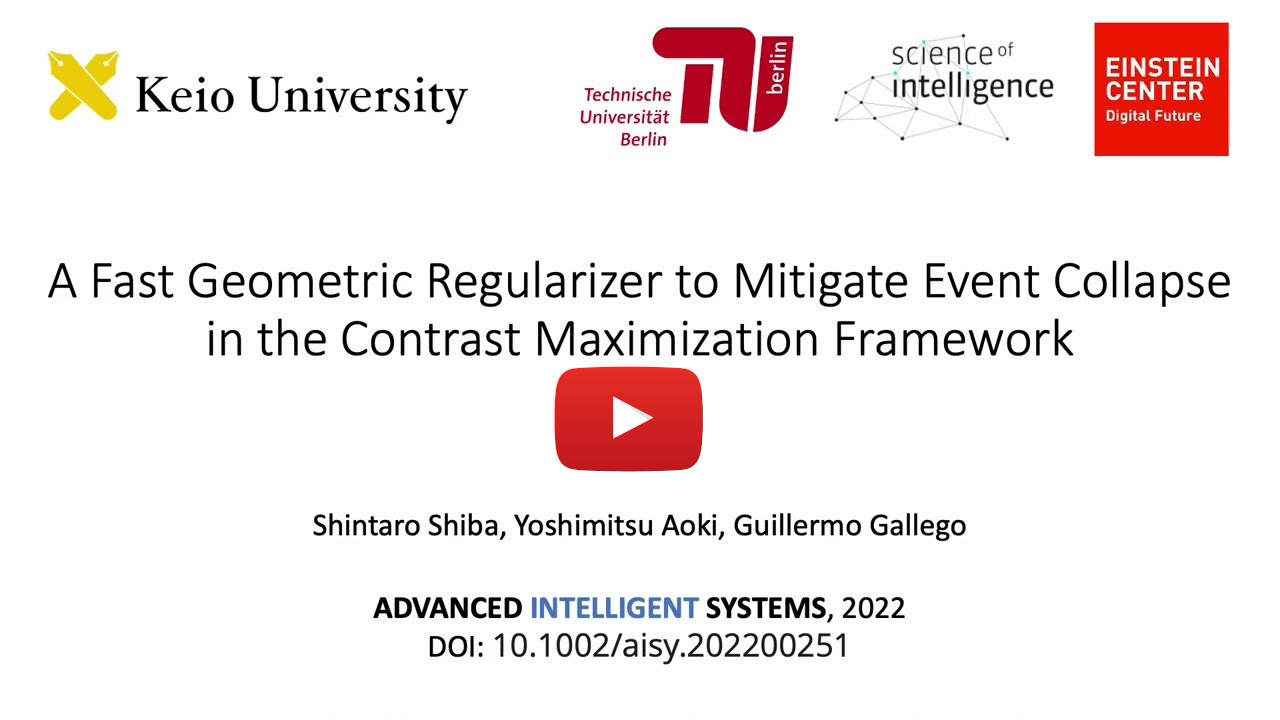 Keio University
Technische
Universität
Berlin
berlin
science of
intelligence
EINSTEIN
CENTER
Digital Future
A Fast Geometric Regularizer to Mitigate Event Collapse
in the Contrast Maximization Framework
Shintaro Shiba, Yoshimitsu Aoki, Guillermo Gallego
ADVANCED INTELLIGENT SYSTEMS, 2022
DOI: 10.1002/aisy.202200251